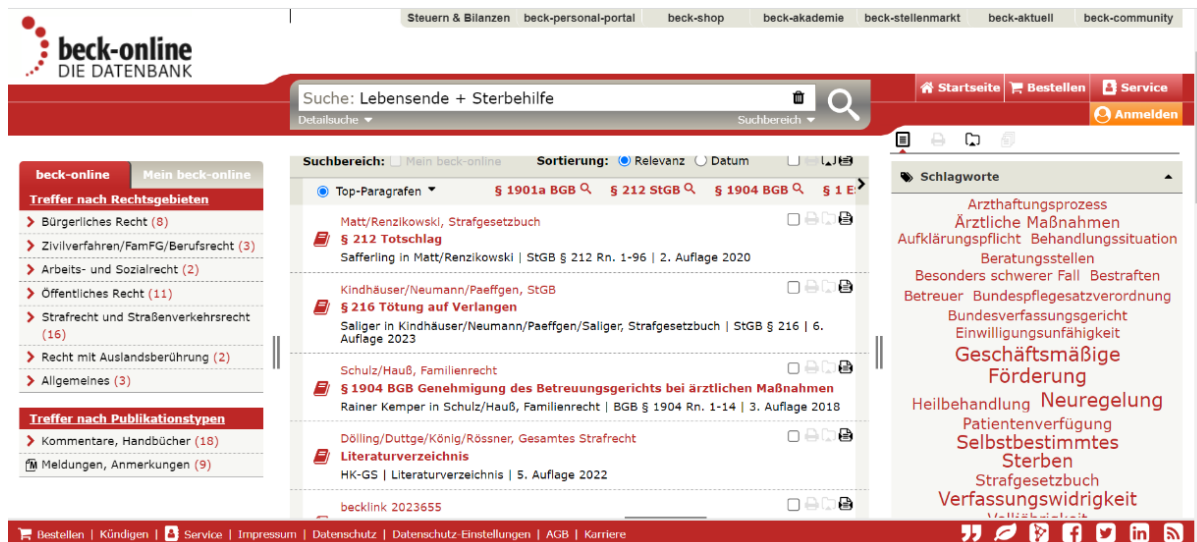 Steuern & Bilanzen beck-personal-portal beck-shop beck-akademie beck-stellenmarkt beck-aktuell beck-community
beck-online
DIE DATENBANK
Suche: Lebensende + Sterbehilfe
Detailsuche Suchbereich
Startseite Bestellen Service
Anmelden
beck-online Mein beck-online
Treffer nach Rechtsgebieten
Bürgerliches Recht (8)
Zivilverfahren/FamFG/Berufsrecht (3)
Arbeits- und Sozialrecht (2)
Öffentliches Recht (11)
Strafrecht und Straßenverkehrsrecht
(16)
Recht mit Auslandsberührung (2)
Allgemeines (3)
Treffer nach Publikationstypen
Kommentare, Handbücher (18)
Meldungen, Anmerkungen (9)
Suchbereich: Mein beck-online Sortierung: Relevanz Datum
Top-Paragrafen § 1901a BGB § 212 StGB § 1904 BGB § 1 E
Matt/Renzikowski, Strafgesetzbuch
§ 212 Totschlag
Safferling in Matt/Renzikowski | StGB § 212 Rn. 1-96 | 2. Auflage 2020
Kindhäuser/Neumann/Paeffgen, StGB
§ 216 Tötung auf Verlangen
Saliger in Kindhäuser/Neumann/Paeffgen/Saliger, Strafgesetzbuch | StGB § 216 | 6.
Auflage 2023
Schulz/Hauß, Familienrecht
§ 1904 BGB Genehmigung des Betreuungsgerichts bei ärztlichen Maßnahmen
Rainer Kemper in Schulz/Hauß, Familienrecht | BGB § 1904 Rn. 1-14 | 3. Auflage 2018
Dölling/Duttge/König/Rössner, Gesamtes Strafrecht
Literaturverzeichnis
HK-GS | Literaturverzeichnis | 5. Auflage 2022
becklink 2023655
Schlagworte
Arzthaftungsprozess
Ärztliche Maßnahmen
Aufklärungspflicht Behandlungssituation
Beratungsstellen
Besonders schwerer Fall Bestraften
Betreuer Bundespflegesatzverordnung
Bundesverfassungsgericht
Einwilligungsunfähigkeit
Geschäftsmäßige
Förderung
Heilbehandlung Neuregelung
Patientenverfügung
Selbstbestimmtes
Sterben
Strafgesetzbuch
Verfassungswidrigkeit
Volljährigkeit
Bestellen | Kündigen | Service | Impressum | Datenschutz | Datenschutz-Einstellungen | AGB | Karriere